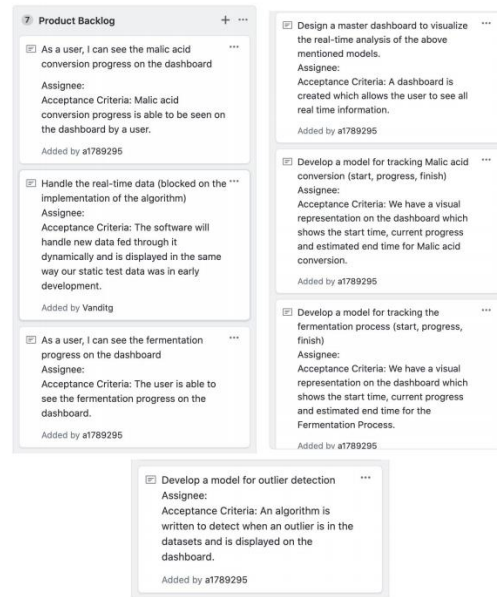 7 Product Backlog
As a user, I can see the malic acid
conversion progress on the dashboard
Assignee:
Acceptance Criteria: Malic acid
conversion progress is able to be seen on
the dashboard by a user.
Added by a1789295
Handle the real-time data (blocked on the
implementation of the algorithm)
Assignee:
Acceptance Criteria: The software will
handle new data fed through it
dynamically and is displayed in the same
way our static test data was in early
development.
Added by Vanditg
As a user, I can see the fermentation
progress on the dashboard
Assignee:
Acceptance Criteria: The user is able to
see the fermentation progress on the
dashboard.
Added by a1789295
Design a master dashboard to visualize
the real-time analysis of the above
mentioned models.
Assignee:
Acceptance Criteria: A dashboard is
created which allows the user to see all
real time information.
Added by a1789295
Develop a model for tracking Malic acid
conversion (start, progress, finish)
Assignee:
Acceptance Criteria: We have a visual
representation on the dashboard which
shows the start time, current progress
and estimated end time for Malic acid
conversion.
Added by a1789295
Develop a model for tracking the
fermentation process (start, progress,
finish)
Assignee:
Acceptance Criteria: We have a visual
representation on the dashboard which
shows the start time, current progress
and estimated end time for the
Fermentation Process.
Added by a1789295
Develop a model for outlier detection
Assignee:
Acceptance Criteria: An algorithm is
written to detect when an outlier is in the
datasets and is displayed on the
dashboard.
Added by a1789295